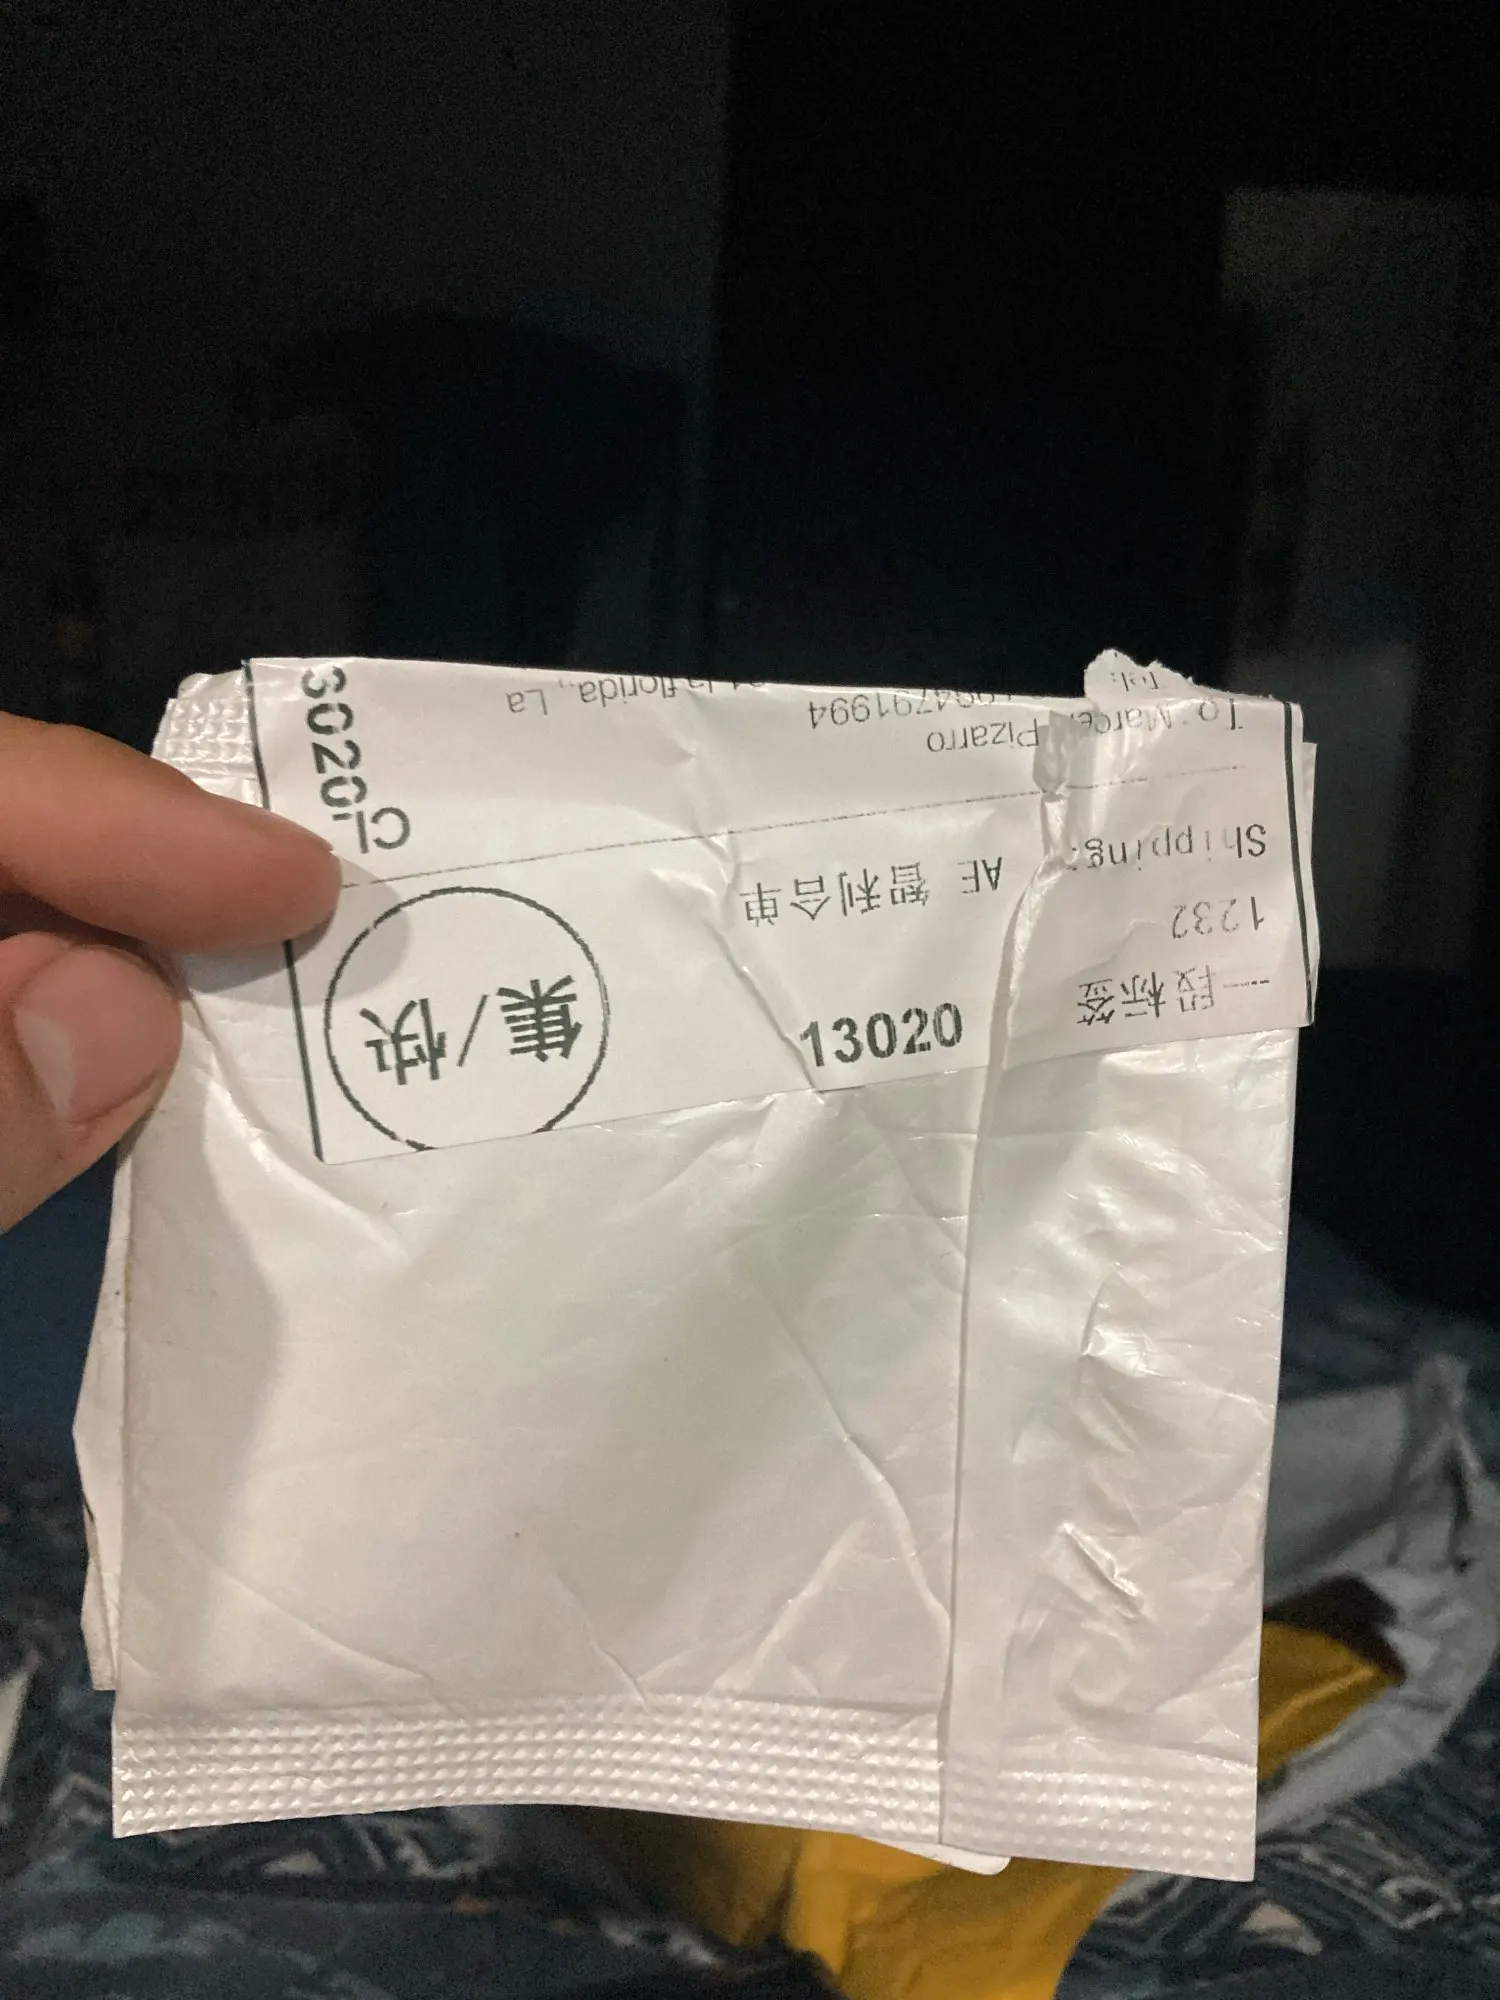 一段标签 13020
1232
集/快
Shipping: AE 智利合单
CL
3020
To: Pizarro
Tel: 94791994
la florida., La